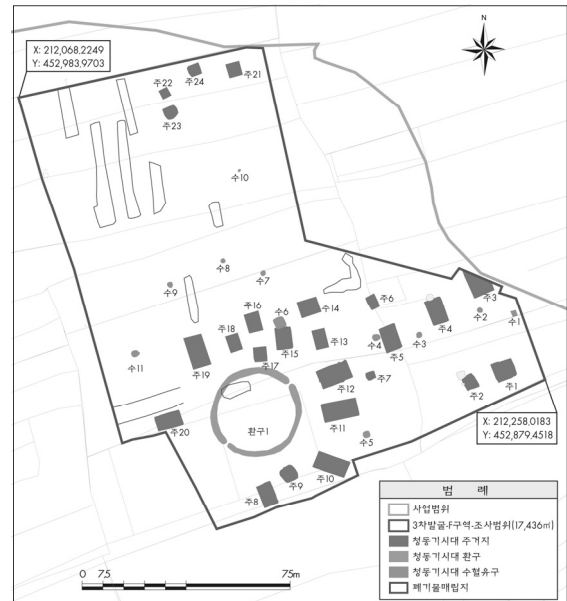 X: 212,068.2249
Y: 452,983.9703
N
주24
주21
주22
주23
수10
수8
수7
수9
주3
주14
주6
주16
수6
주4
수2
수1
주18
주13
수4
수3
주15
주5
수11
주19
주17
주12
주7
주2
주1
주11
주20
환구1
수5
X: 212,258.0183
Y: 452,879.4518
주9
주10
주8
범 례
사업범위
3차발굴-F구역-조사범위(17,436㎡)
청동기시대 주거지
청동기시대 환구
청동기시대 수혈유구
폐기물매립지
0 7.5 75m